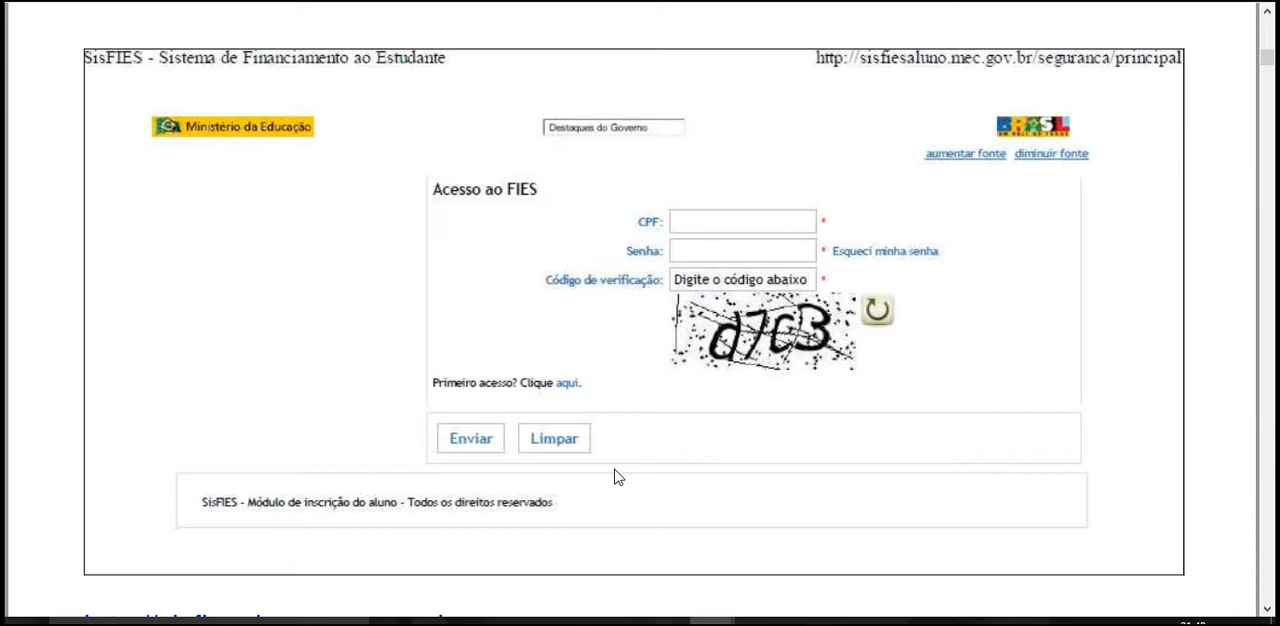 SisFIES - Sistema de Financiamento ao Estudante
http://sisfiesaluno.mec.gov.br/seguranca/principal
Ministério da Educação
Destaques do Governo
BRASIL
aumentar fonte diminuir fonte
Acesso ao FIES
CPF: *
Senha: * Esqueci minha senha
Código de verificação: Digite o código abaixo *
d7c3
Primeiro acesso? Clique aqui.
Enviar Limpar
SisFIES - Módulo de inscrição do aluno - Todos os direitos reservados